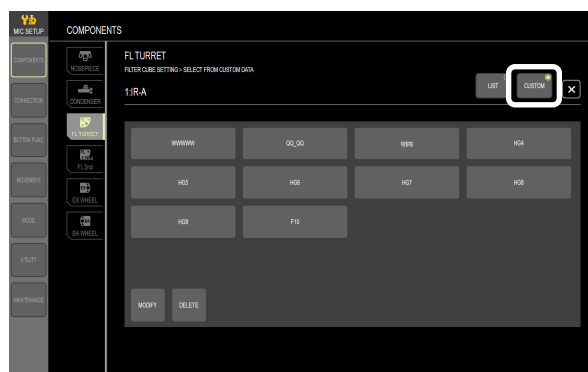 MIC SETUP
COMPONENTS
COMPONENTS
CONNECTION
BUTTON FUNC
MOVEMENT
MODE
UTILITY
MAINTENANCE
NOSEPIECE
CONDENSER
FL TURRET
FL 2nd
EX WHEEL
BA WHEEL
FL TURRET
FILTER CUBE SETTING > SELECT FROM CUSTOM DATA
1:IR-A
LIST
CUSTOM
WWWWW
QQ_QQ
qyjpg
HG4
HG5
HG6
HG7
HG8
HG9
F10
MODIFY
DELETE